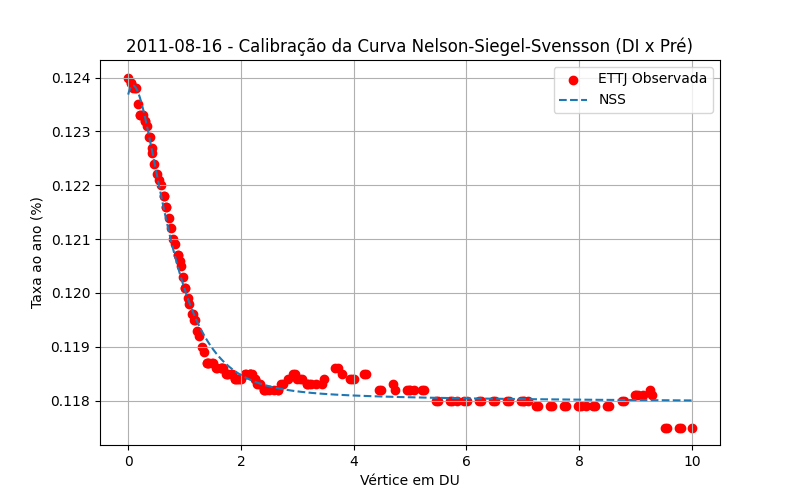 2011-08-16 - Calibração da Curva Nelson-Siegel-Svensson (DI x Pré)
ETTJ Observada
NSS
Taxa ao ano (%)
0.124
0.123
0.122
0.121
0.120
0.119
0.118
0 2 4 6 8 10
Vértice em DU